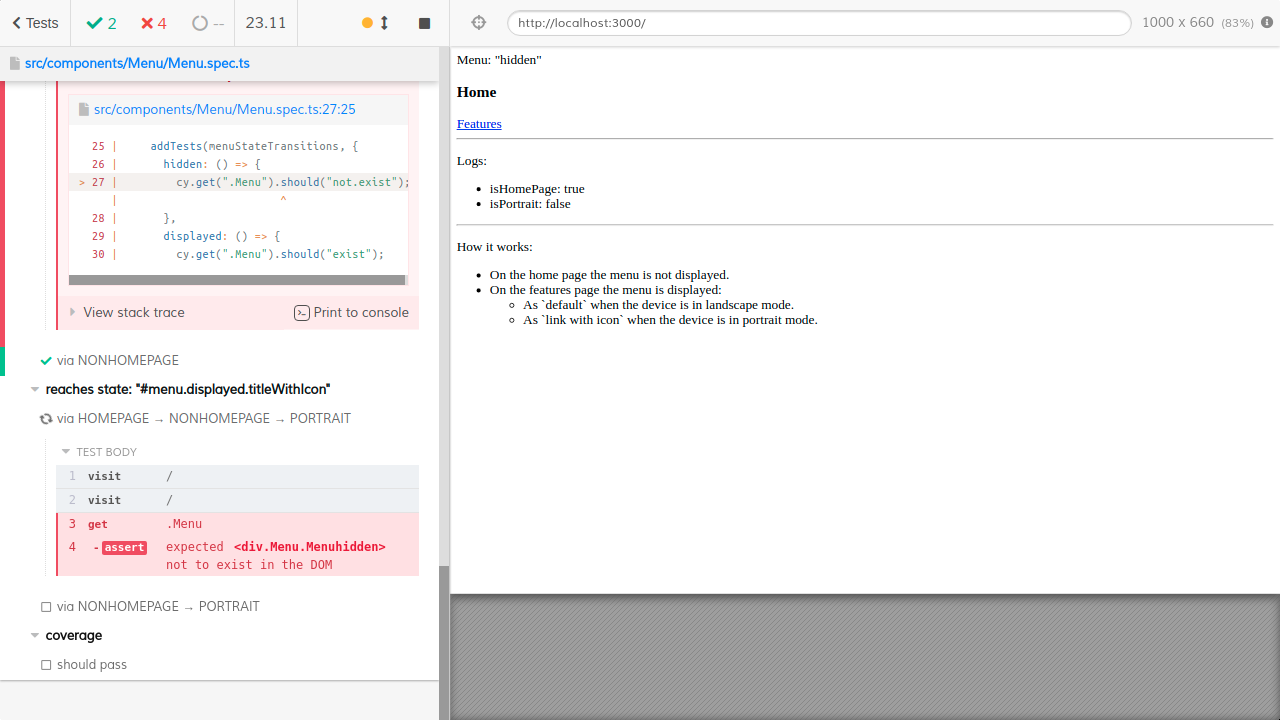 Tests
2
4
--
23.11
http://localhost:3000/
1000 x 660 (83%)
src/components/Menu/Menu.spec.ts
src/components/Menu/Menu.spec.ts:27:25
25 | addTests(menuStateTransitions, {
26 | hidden: () => {
> 27 | cy.get(".Menu").should("not.exist");
| ^
28 | },
29 | displayed: () => {
30 | cy.get(".Menu").should("exist");
View stack trace
Print to console
via NONHOMEPAGE
reaches state: "#menu.displayed.titleWithIcon"
via HOMEPAGE → NONHOMEPAGE → PORTRAIT
TEST BODY
1 visit /
2 visit /
3 get .Menu
4 - assert expected <div.Menu.Menuhidden>
not to exist in the DOM
via NONHOMEPAGE → PORTRAIT
coverage
should pass
Menu: "hidden"
Home
Features
Logs:
• isHomePage: true
• isPortrait: false
How it works:
• On the home page the menu is not displayed.
• On the features page the menu is displayed:
◦ As `default` when the device is in landscape mode.
◦ As `link with icon` when the device is in portrait mode.